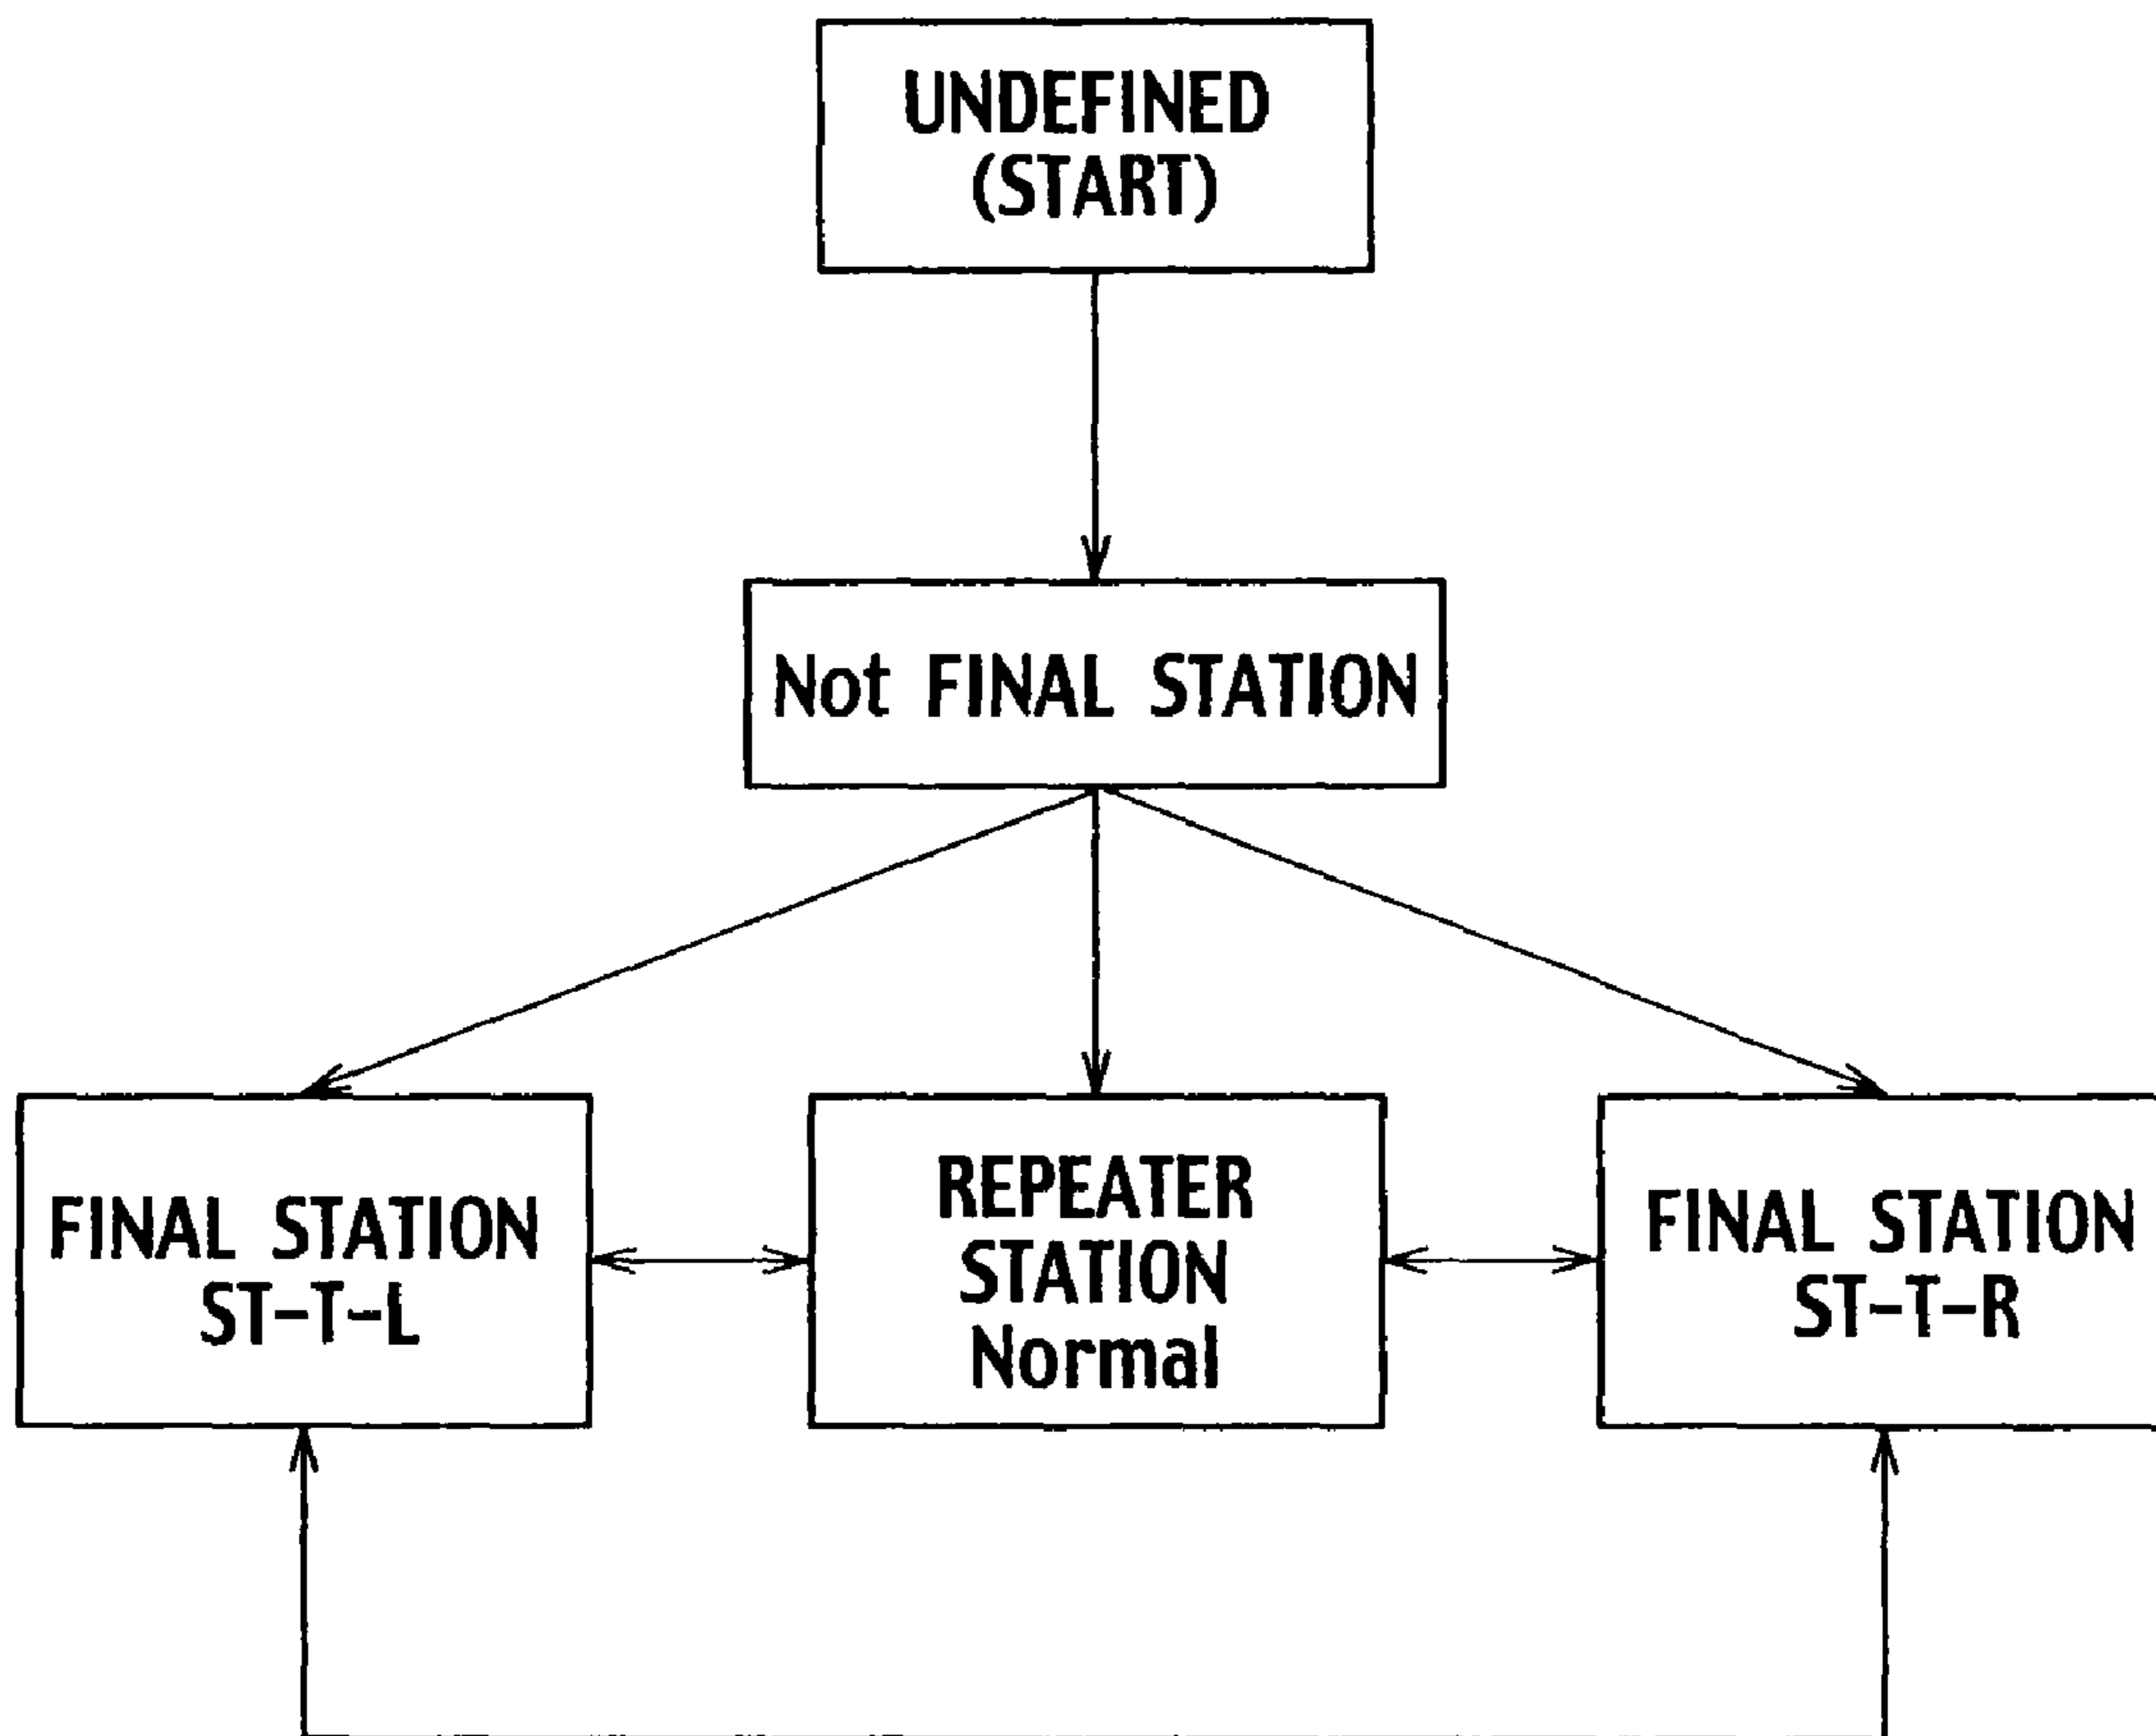 UNDEFINED
(START)
Not FINAL STATION
FINAL STATION
ST-T-L
REPEATER
STATION
Normal
FINAL STATION
ST-T-R